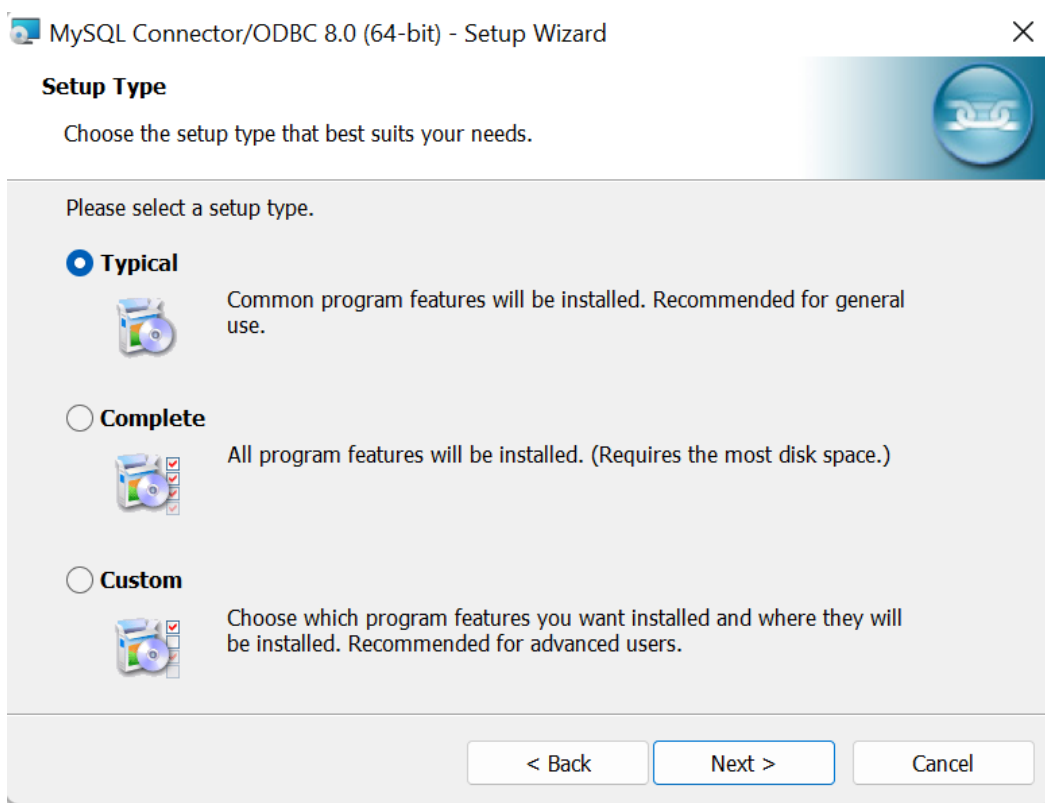 MySQL Connector/ODBC 8.0 (64-bit) - Setup Wizard
Setup Type
Choose the setup type that best suits your needs.
Please select a setup type.
Typical
Common program features will be installed. Recommended for general
use.
Complete
All program features will be installed. (Requires the most disk space.)
Custom
Choose which program features you want installed and where they will
be installed. Recommended for advanced users.
< Back
Next >
Cancel